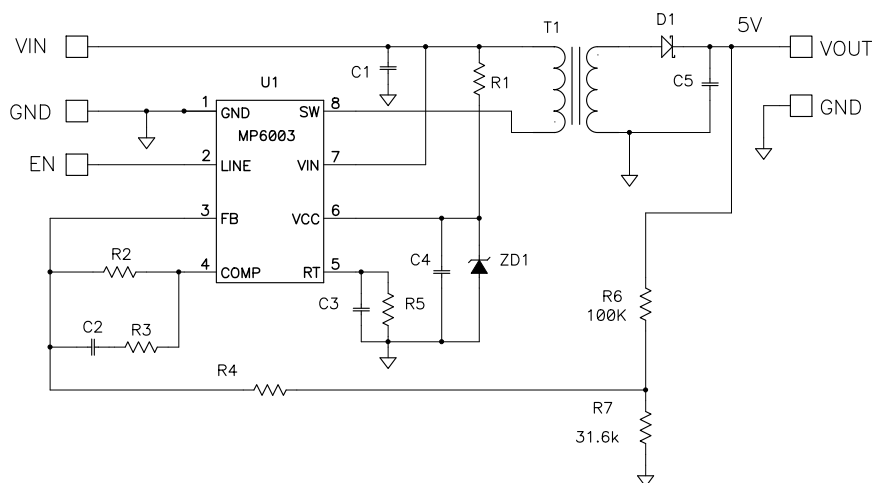 T1
D1
5V
VIN
VOUT
C1
R1
C5
U1
GND
1
GND
SW
8
GND
MP6003
EN
2
LINE
VIN
7
3
FB
VCC
6
R2
4
COMP
RT
5
C4
ZD1
C3
R5
R6
100K
C2
R3
R4
R7
31.6k